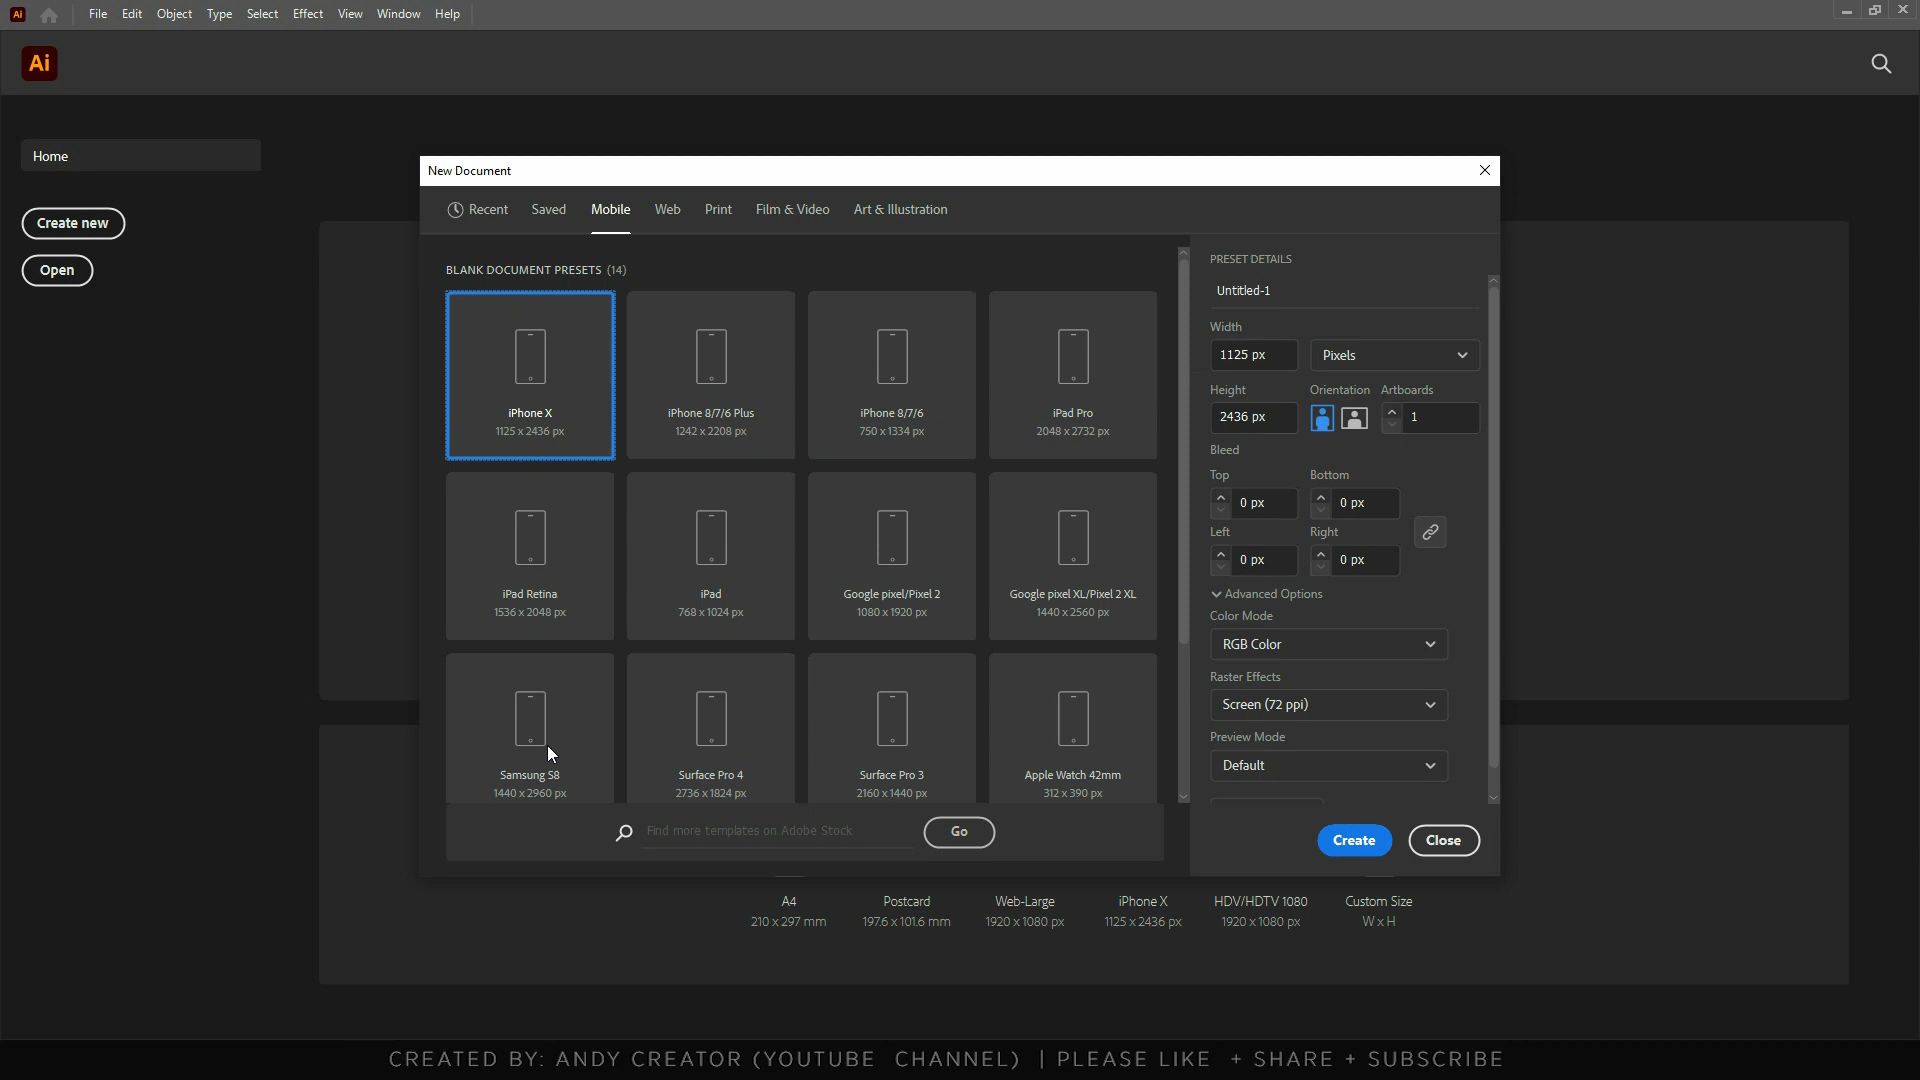 Ai File Edit Object Type Select Effect View Window Help
Ai
Home
Create new
Open
New Document
Recent Saved Mobile Web Print Film & Video Art & Illustration
BLANK DOCUMENT PRESETS (14)
iPhone X
1125 x 2436 px
iPhone 8/7/6 Plus
1242 x 2208 px
iPhone 8/7/6
750 x 1334 px
iPad Pro
2048 x 2732 px
iPad Retina
1536 x 2048 px
iPad
768 x 1024 px
Google pixel/Pixel 2
1080 x 1920 px
Google pixel XL/Pixel 2 XL
1440 x 2560 px
Samsung S8
1440 x 2960 px
Surface Pro 4
2736 x 1824 px
Surface Pro 3
2160 x 1440 px
Apple Watch 42mm
312 x 390 px
Find more templates on Adobe Stock
Go
PRESET DETAILS
Untitled-1
Width
1125 px Pixels
Height Orientation Artboards
2436 px 1
Bleed
Top Bottom
0 px 0 px
Left Right
0 px 0 px
Advanced Options
Color Mode
RGB Color
Raster Effects
Screen (72 ppi)
Preview Mode
Default
Create Close
A4
210 x 297 mm
Postcard
197.6 x 101.6 mm
Web-Large
1920 x 1080 px
iPhone X
1125 x 2436 px
HDV/HDTV 1080
1920 x 1080 px
Custom Size
W x H
CREATED BY: ANDY CREATOR (YOUTUBE CHANNEL) | PLEASE LIKE + SHARE + SUBSCRIBE